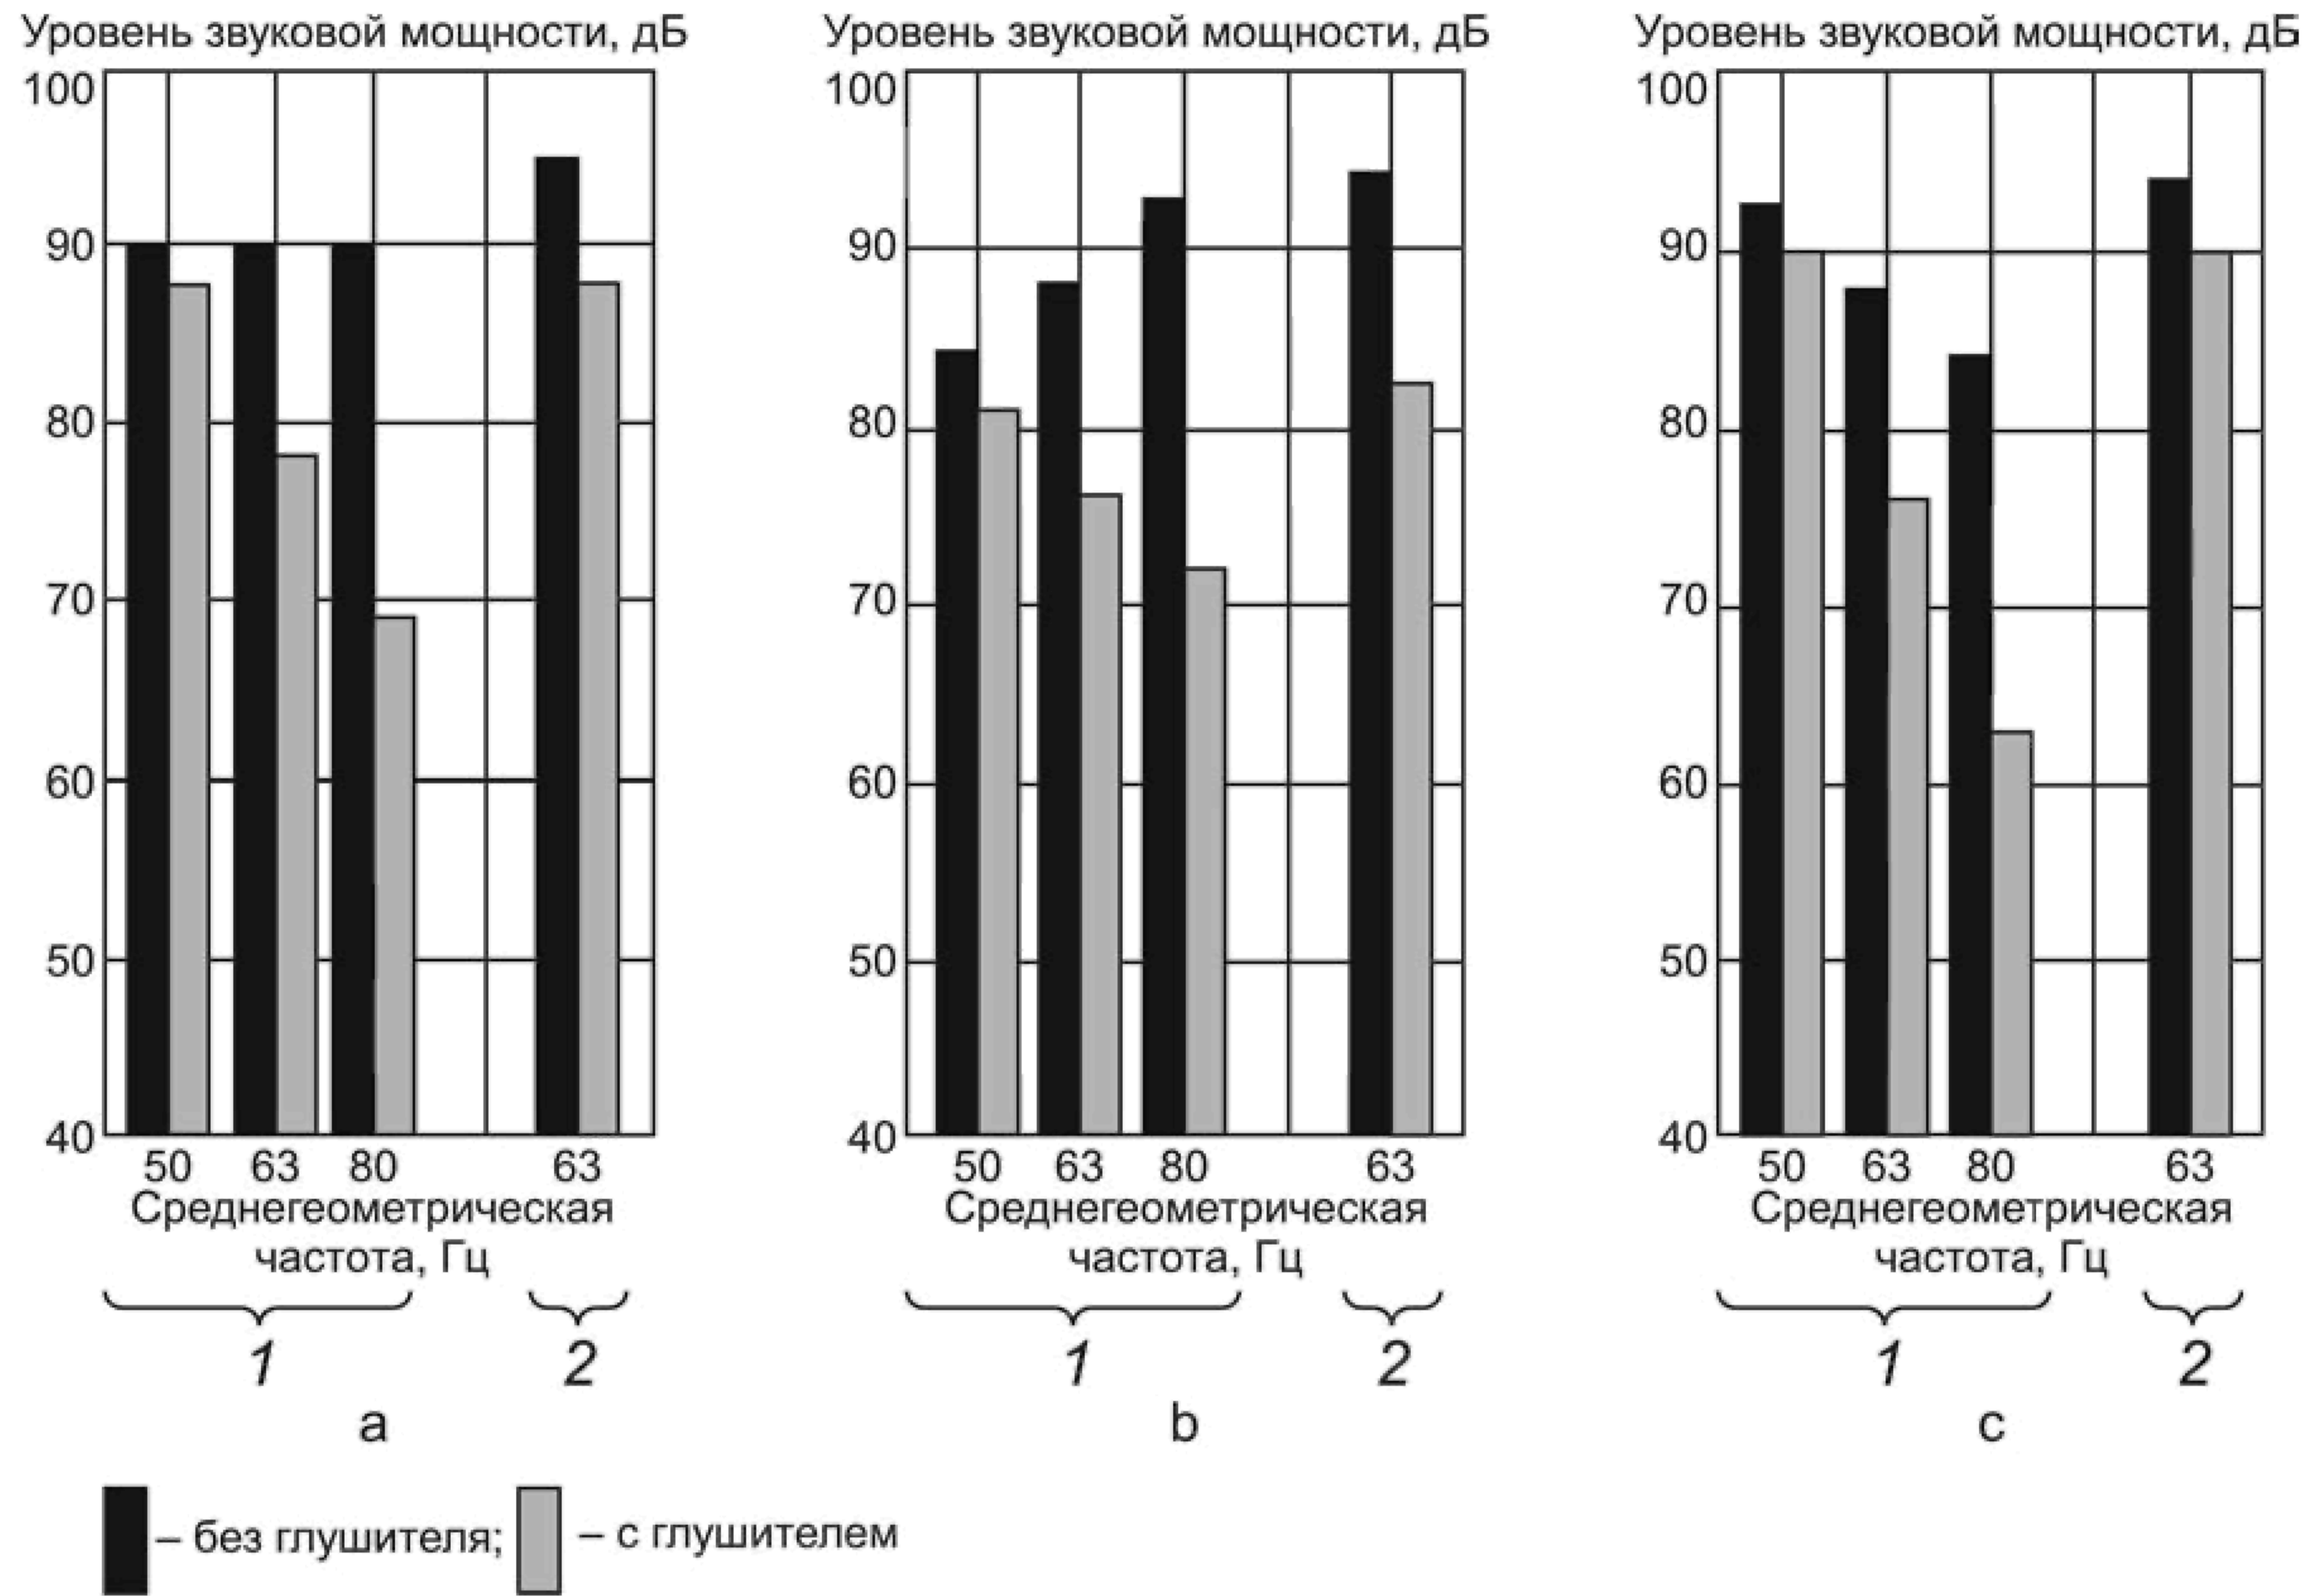 Уровень звуковой мощности, дБ
100
90
80
70
60
50
40
50 63 80 63
Среднегеометрическая
частота, Гц
1 2
a
Уровень звуковой мощности, дБ
100
90
80
70
60
50
40
50 63 80 63
Среднегеометрическая
частота, Гц
1 2
b
Уровень звуковой мощности, дБ
100
90
80
70
60
50
40
50 63 80 63
Среднегеометрическая
частота, Гц
1 2
c
– без глушителя; – с глушителем